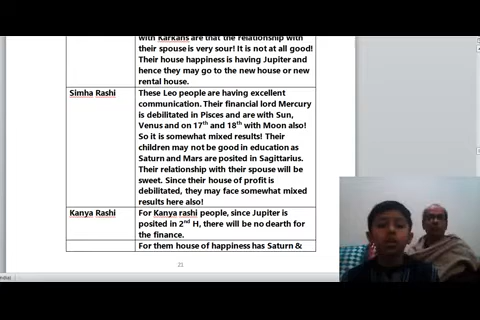 with Karkans are that the relationship with
their spouse is very sour! It is not at all good!
Their house happiness is having Jupiter and
hence they may go to the new house or new
rental house.
Simha Rashi
These Leo people are having excellent
communication. Their financial lord Mercury
is debilitated in Pisces and are with Sun,
Venus and on 17th and 18th with Moon also!
So it is somewhat mixed results! Their
children may not be good in education as
Saturn and Mars are posited in Sagittarius.
Their relationship with their spouse will be
sweet. Since their house of profit is
debilitated, they may face somewhat mixed
results here also!
Kanya Rashi
For Kanya rashi people, since Jupiter is
posited in 2nd H, there will be no dearth for
the finance.
For them house of happiness has Saturn &
21